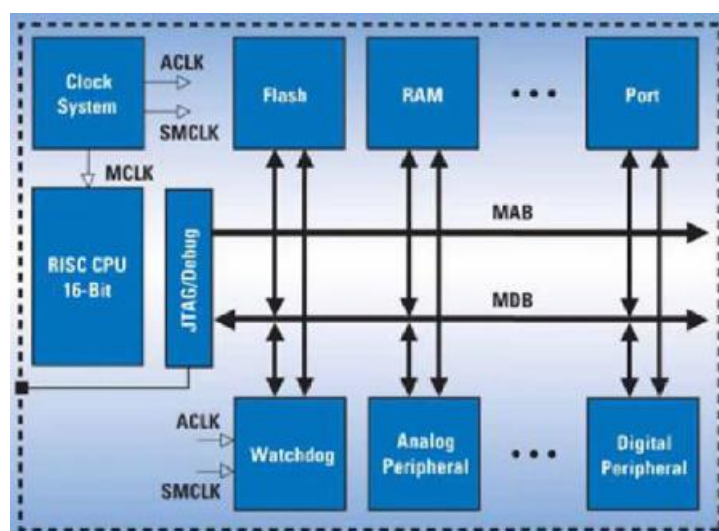 Clock
System
ACLK
SMCLK
MCLK
Flash
RAM
Port
RISC CPU
16-Bit
JTAG/Debug
MAB
MDB
ACLK
SMCLK
Watchdog
Analog
Peripheral
Digital
Peripheral